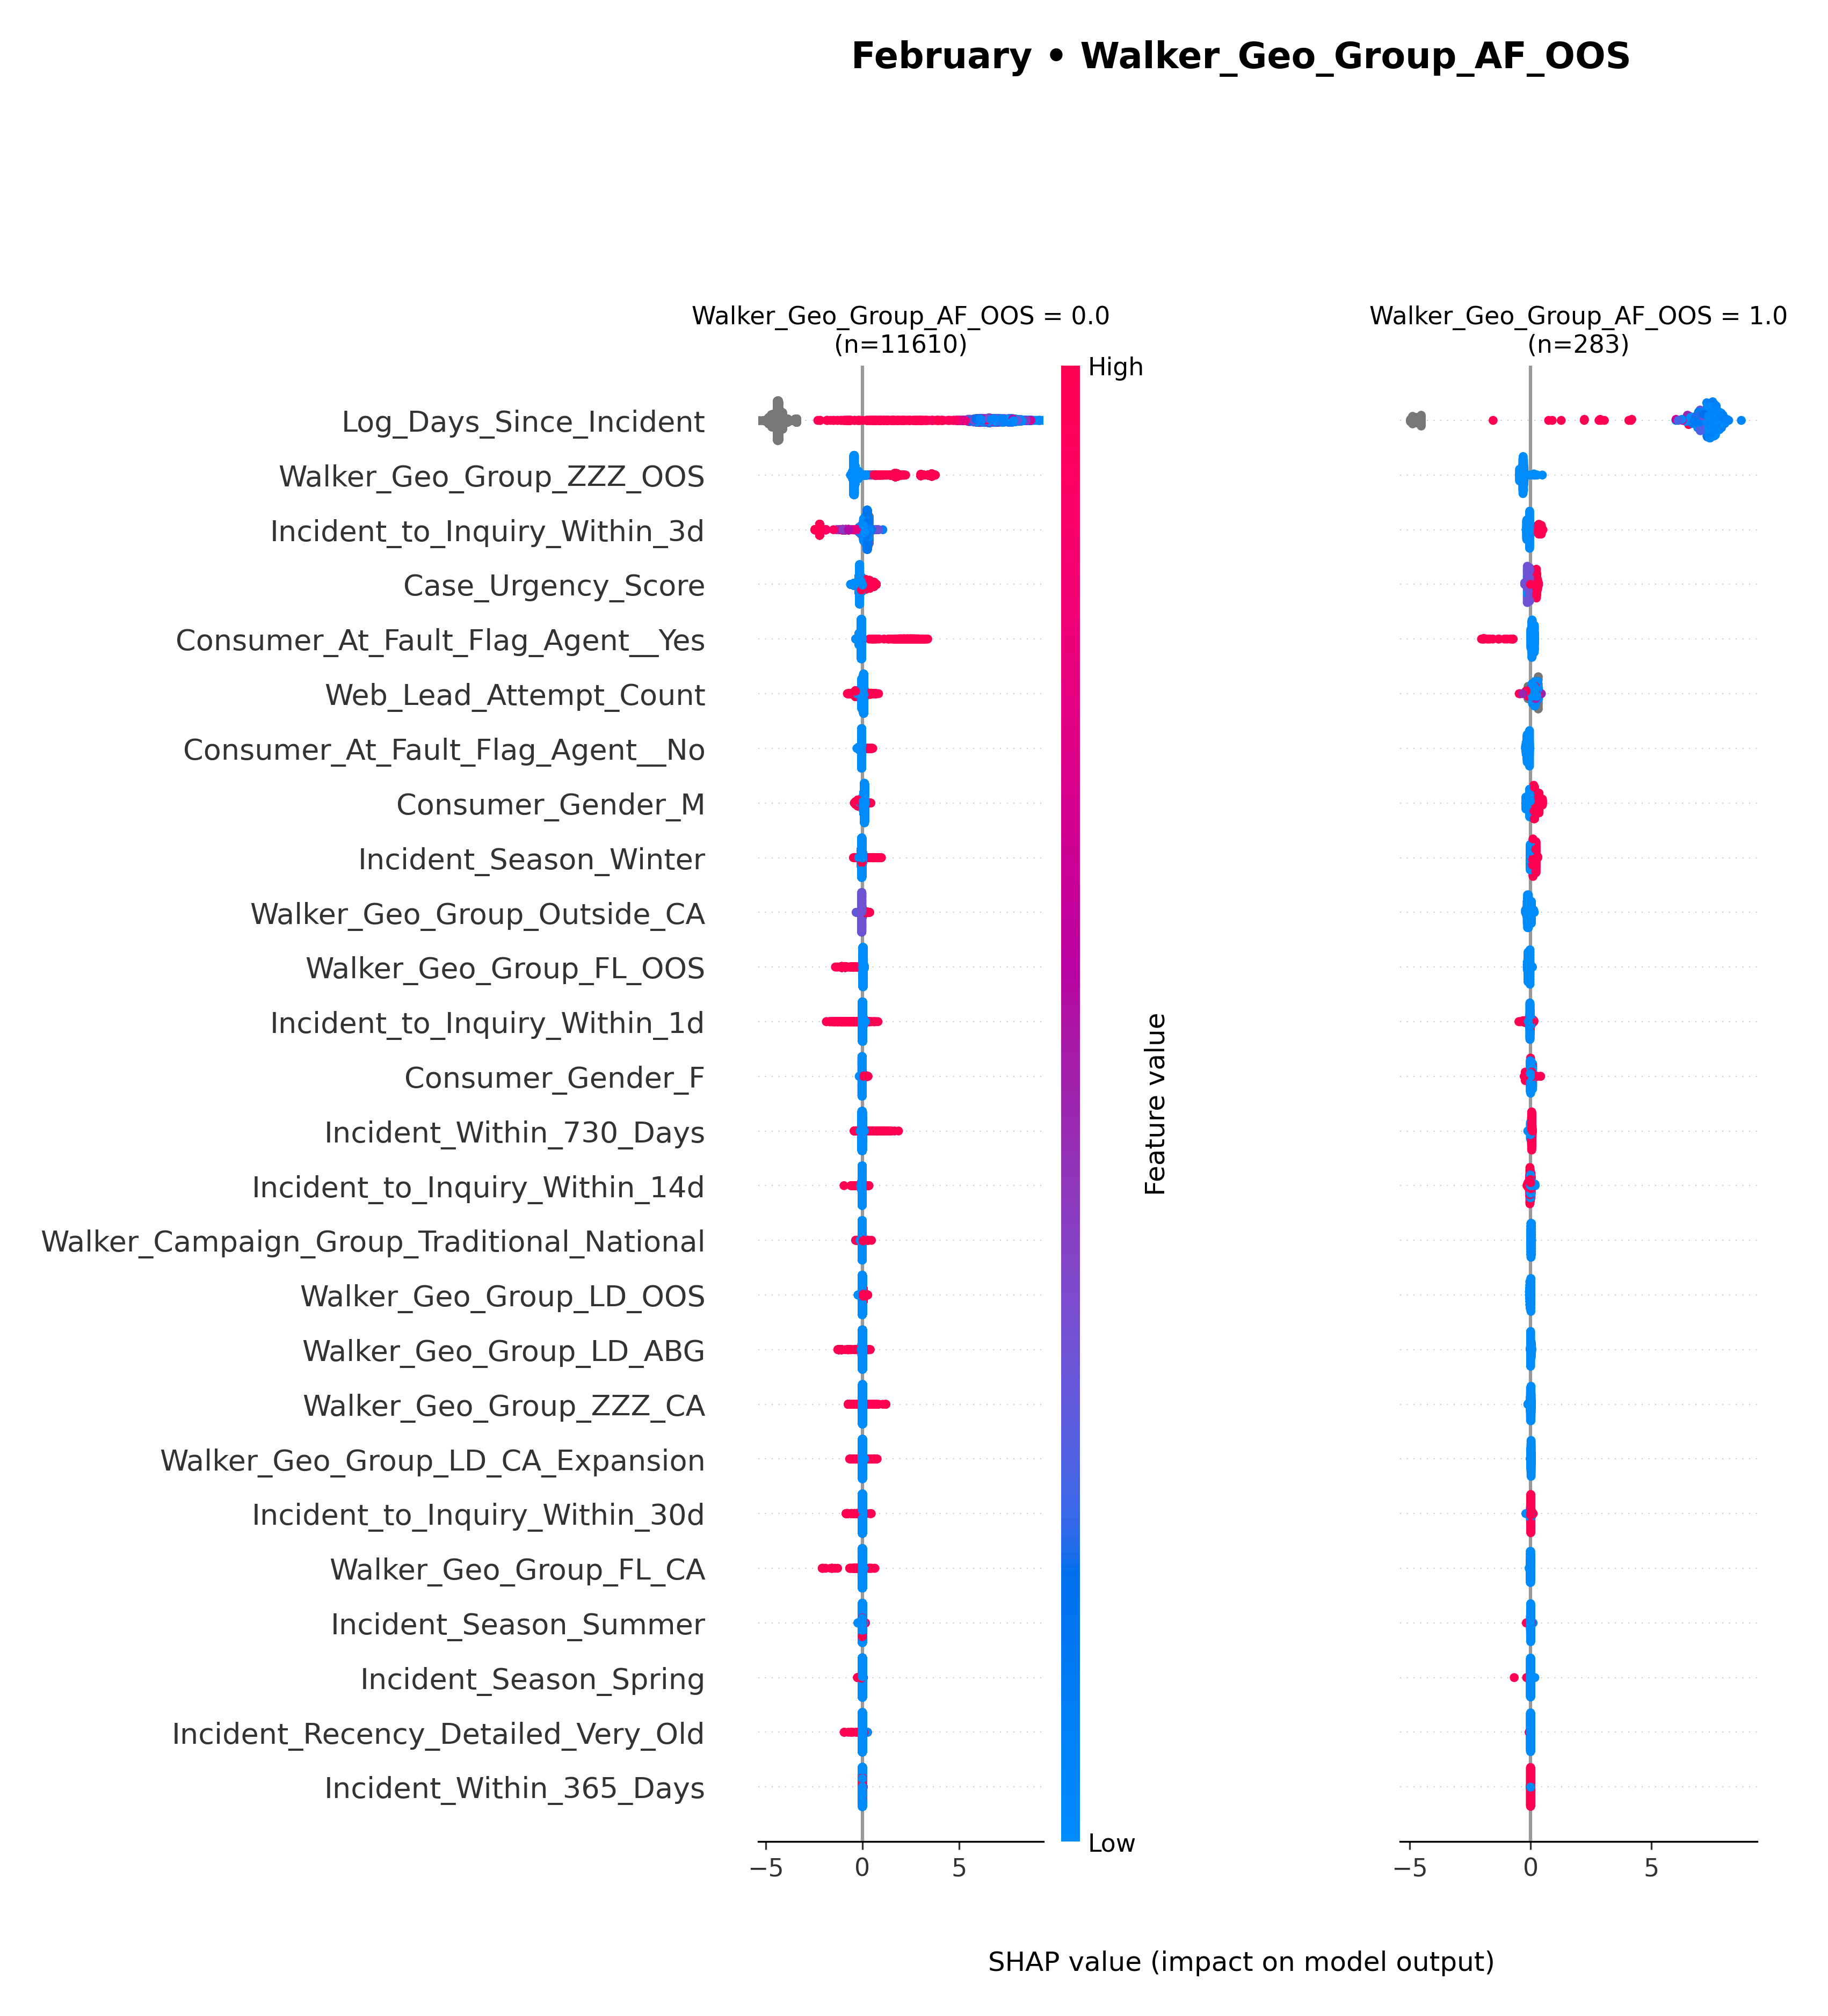 February • Walker_Geo_Group_AF_OOS
Walker_Geo_Group_AF_OOS = 0.0
(n=11610)
Walker_Geo_Group_AF_OOS = 1.0
(n=283)
High
Log_Days_Since_Incident
Walker_Geo_Group_ZZZ_OOS
Incident_to_Inquiry_Within_3d
Case_Urgency_Score
Consumer_At_Fault_Flag_Agent__Yes
Web_Lead_Attempt_Count
Consumer_At_Fault_Flag_Agent__No
Consumer_Gender_M
Incident_Season_Winter
Walker_Geo_Group_Outside_CA
Walker_Geo_Group_FL_OOS
Incident_to_Inquiry_Within_1d
Consumer_Gender_F
Incident_Within_730_Days
Incident_to_Inquiry_Within_14d
Walker_Campaign_Group_Traditional_National
Walker_Geo_Group_LD_OOS
Walker_Geo_Group_LD_ABG
Walker_Geo_Group_ZZZ_CA
Walker_Geo_Group_LD_CA_Expansion
Incident_to_Inquiry_Within_30d
Walker_Geo_Group_FL_CA
Incident_Season_Summer
Incident_Season_Spring
Incident_Recency_Detailed_Very_Old
Incident_Within_365_Days
Feature value
Low
−5 0 5
−5 0 5
SHAP value (impact on model output)